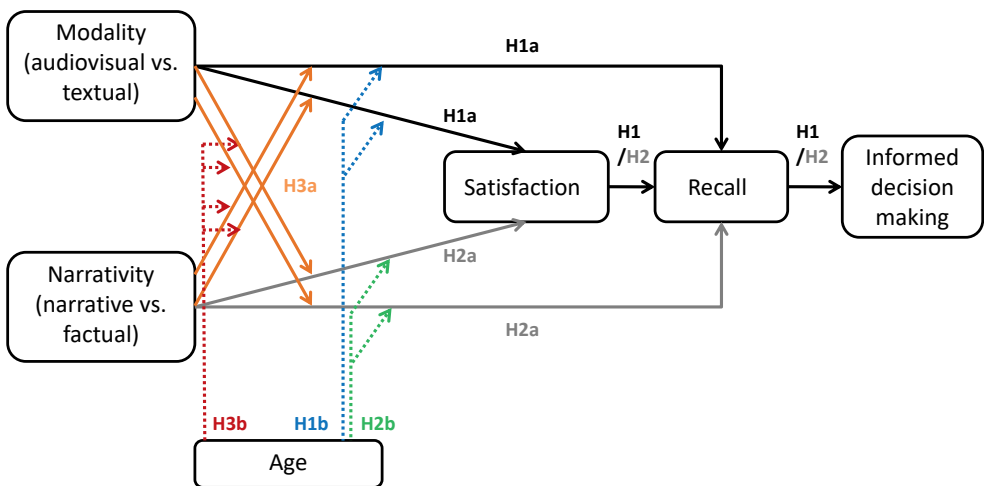 Modality
(audiovisual vs.
textual)
H1a
H1a
H1
/H2
H1
/H2
Satisfaction
Recall
Informed
decision
making
H3a
Narrativity
(narrative vs.
factual)
H2a
H2a
H3b
H1b
H2b
Age